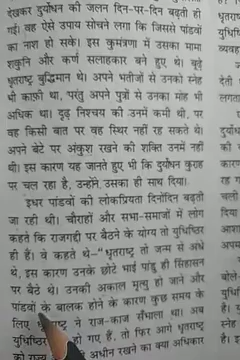 देखकर दुर्योधन की जलन दिन-पर-दिन बढ़ती ही
गई। वह ऐसे उपाय सोचने लगा कि जिससे पांडवों
का नाश हो सके। इस कुमंत्रणा में उसका मामा
शकुनि और कर्ण सलाहकार बने हुए थे। बूढ़े
धृतराष्ट्र बुद्धिमान थे। अपने भतीजों से उनको स्नेह
भी काफ़ी था, परंतु अपने पुत्रों से उनका मोह भी
अधिक था। दृढ़ निश्चय की उनमें कमी थी, पर
वह किसी बात पर वह स्थिर नहीं रह सकते थे।
अपने बेटे पर अंकुश रखने की शक्ति उनमें नहीं
थी। इस कारण यह जानते हुए भी कि दुर्योधन कुराह
पर चल रहा है, उन्होंने उसका ही साथ दिया।
इधर पांडवों की लोकप्रियता दिनोंदिन बढ़ती
जा रही थी। चौराहों और सभा-समाजों में लोग
कहते कि राजगद्दी पर बैठने के योग्य तो युधिष्ठिर
ही हैं। वे कहते थे–"धृतराष्ट्र तो जन्म से अंधे
थे, इस कारण उनके छोटे भाई पांडु ही सिंहासन
पर बैठे थे। उनकी अकाल मृत्यु हो जाने और
पांडवों के बालक होने के कारण कुछ समय के
लिए ने राज-काज सँभाला था। अब
युधिष्ठिर हो गए हैं, तो फिर आगे धृतराष्ट्र
को राज्य अधीन रखने का क्या अधिकार